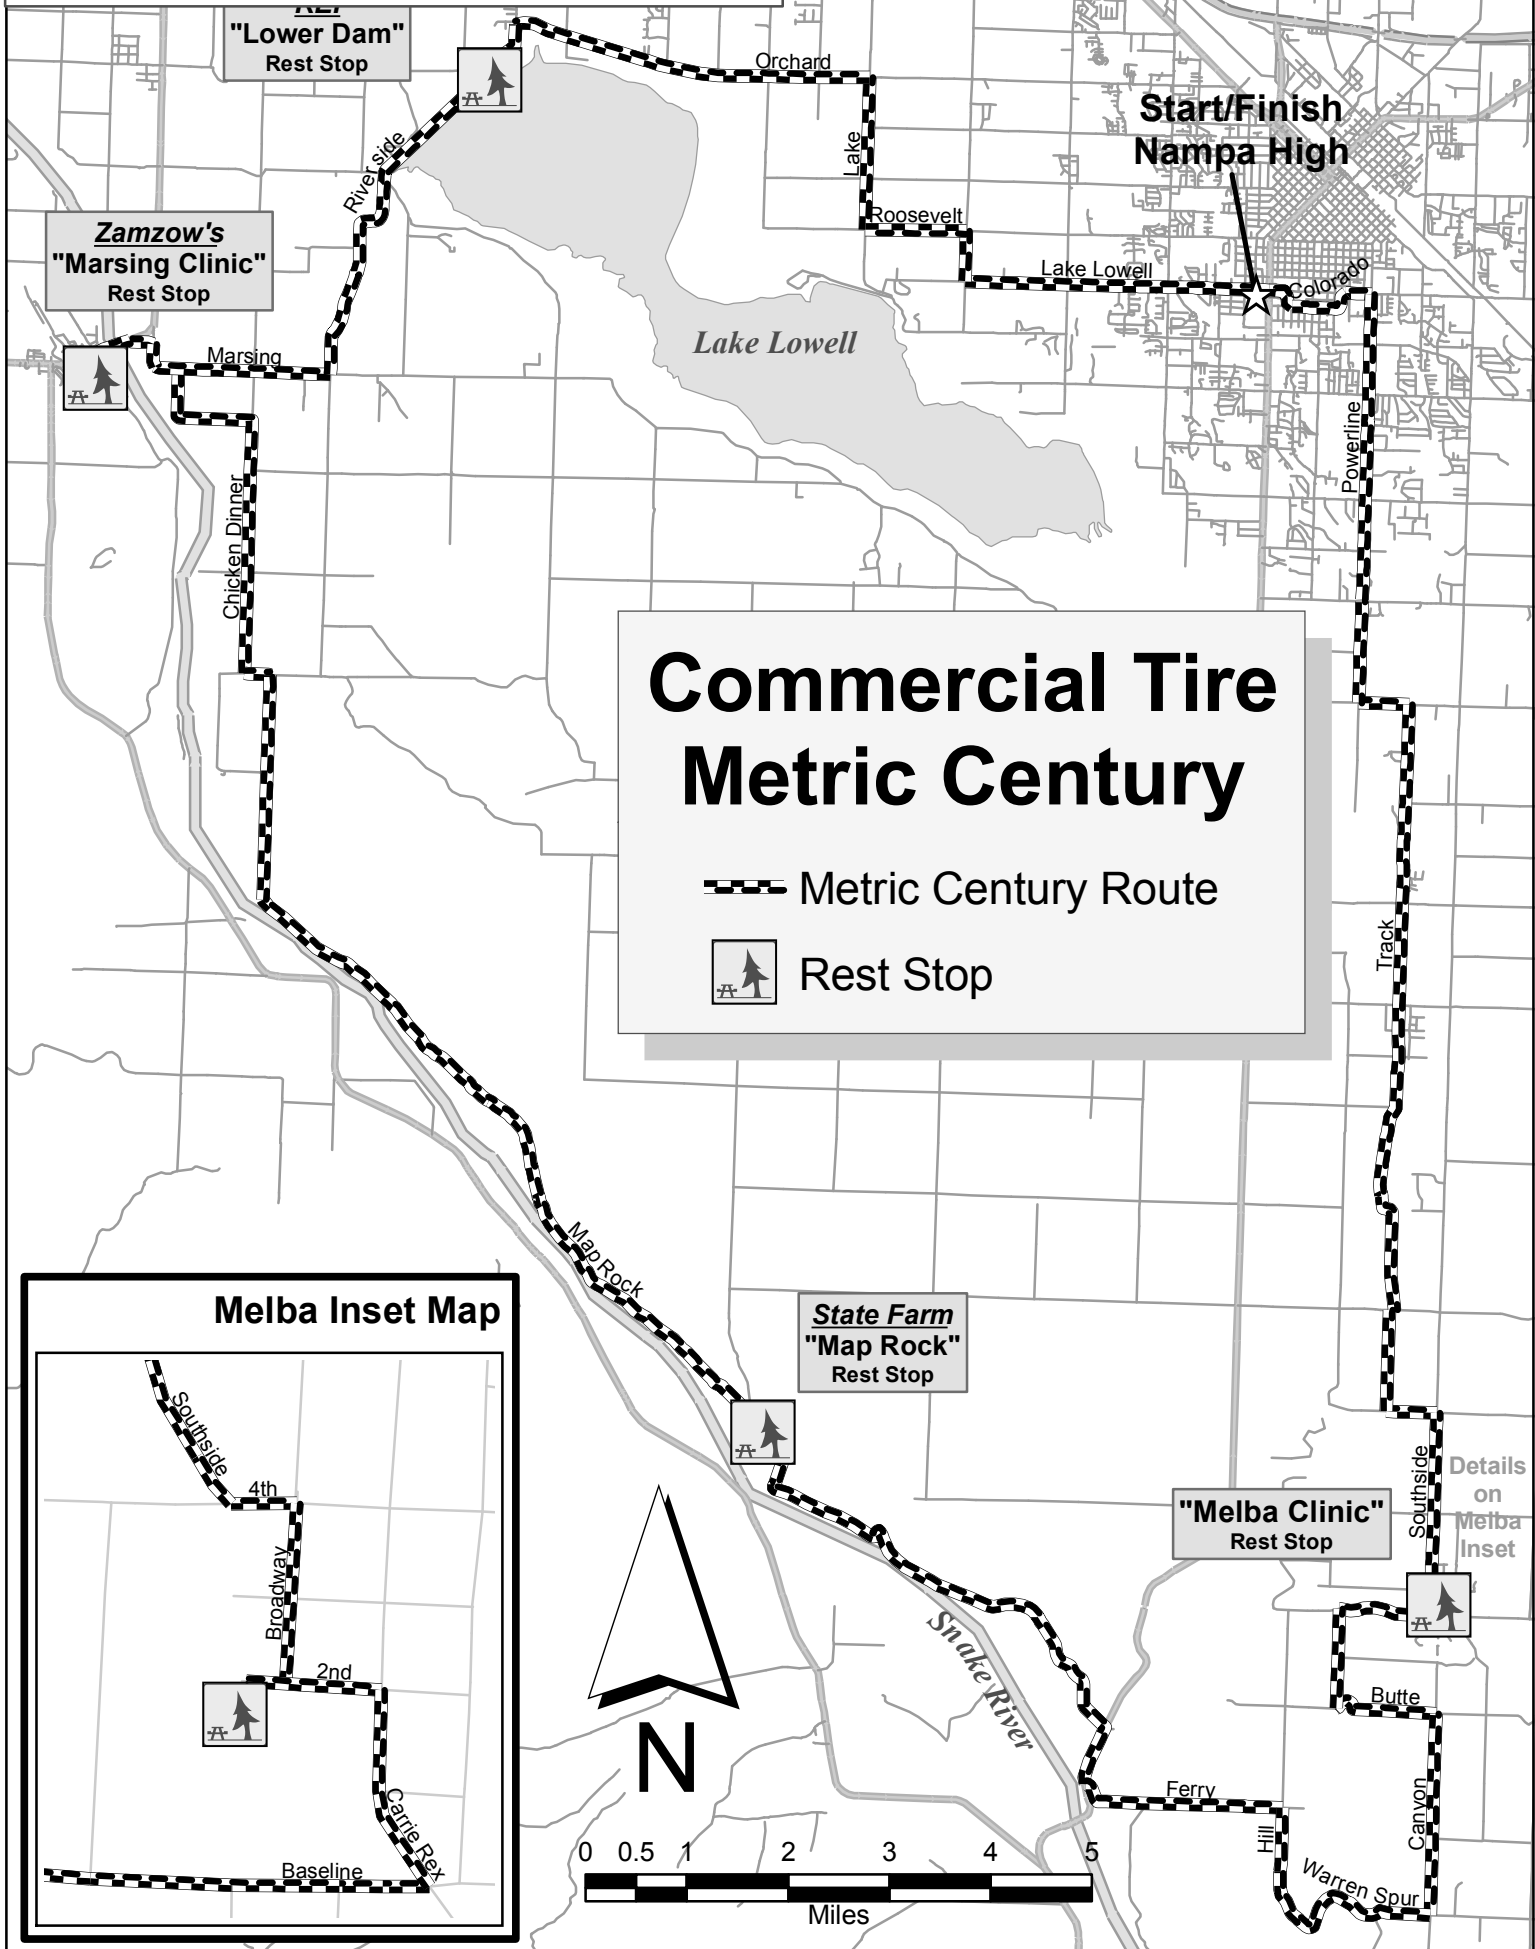 "Lower Dam"
Rest Stop
Orchard
Start/Finish
Nampa High
Lake
River side
Roosevelt
Zamzow's
"Marsing Clinic"
Rest Stop
Lake Lowell
Colorado
Lake Lowell
Marsing
Powerline
Chicken Dinner
Commercial Tire
Metric Century
Metric Century Route
Rest Stop
Track
Map Rock
State Farm
"Map Rock"
Rest Stop
Melba Inset Map
Southside
4th
Broadway
2nd
Carrie Rex
Baseline
Southside
Details
on
Melba
Inset
"Melba Clinic"
Rest Stop
Snake River
N
Butte
Ferry
Hill
Canyon
Warren Spur
0 0.5 1 2 3 4 5
Miles